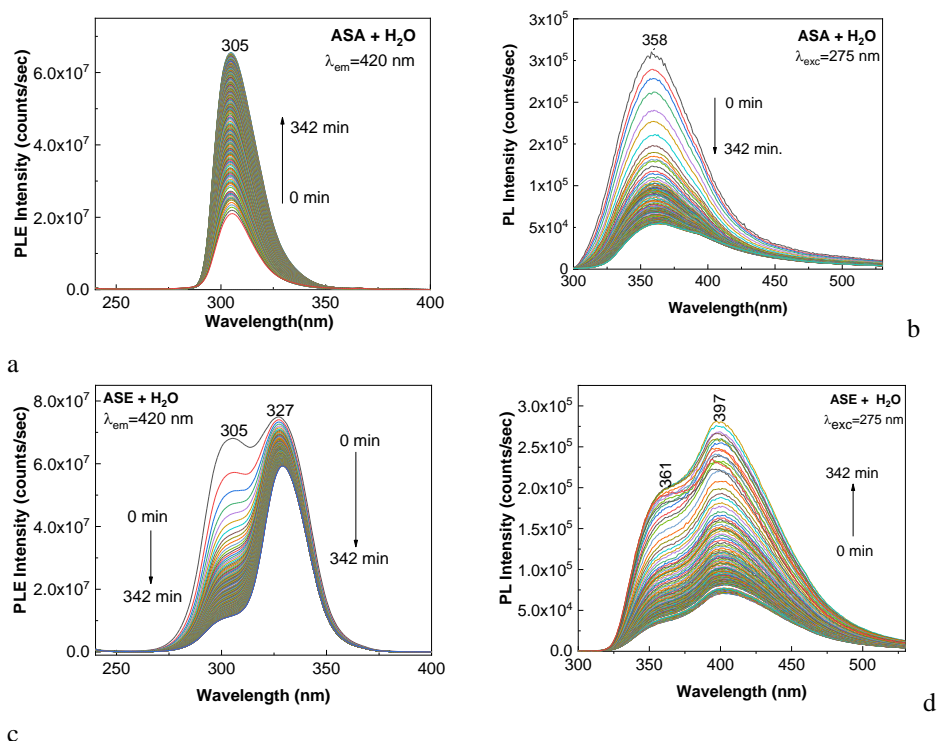 ASA + H₂O
λem=420 nm
305
342 min
0 min
PLE Intensity (counts/sec)
6.0x10⁷
4.0x10⁷
2.0x10⁷
0.0
250 300 350 400
Wavelength(nm)
a
ASA + H₂O
λexc=275 nm
358
0 min
342 min.
PL Intensity (counts/sec)
3x10⁵
3x10⁵
2x10⁵
2x10⁵
1x10⁵
5x10⁴
0
300 350 400 450 500
Wavelength (nm)
b
ASE + H₂O
λem=420 nm
305
327
0 min
342 min
0 min
342 min
PLE Intensity (counts/sec)
8.0x10⁷
6.0x10⁷
4.0x10⁷
2.0x10⁷
0.0
250 300 350 400
Wavelength (nm)
c
ASE + H₂O
λexc=275 nm
361
397
342 min
0 min
PL Intensity (counts/sec)
3.0x10⁵
2.5x10⁵
2.0x10⁵
1.5x10⁵
1.0x10⁵
5.0x10⁴
0.0
300 350 400 450 500
Wavelength (nm)
d